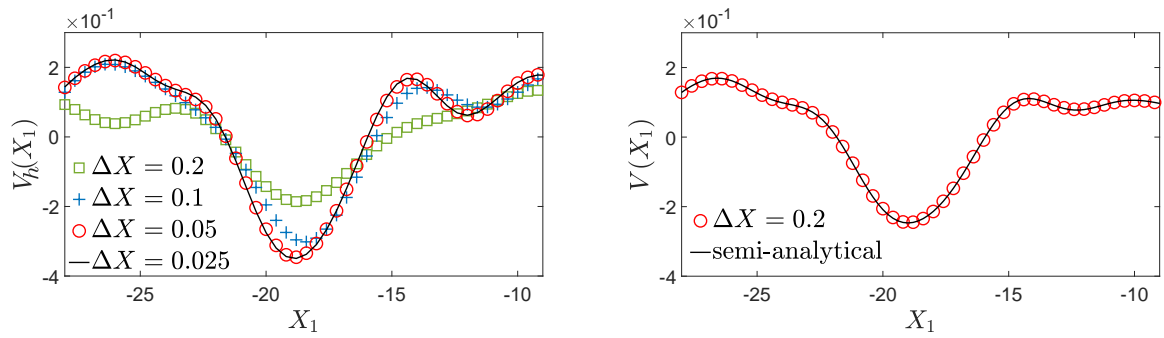 ×10⁻¹
2
0
-2
-4
V_h(X_1)
ΔX = 0.2
ΔX = 0.1
ΔX = 0.05
ΔX = 0.025
-25
-20
-15
-10
X_1
×10⁻¹
2
0
-2
-4
V(X_1)
ΔX = 0.2
semi-analytical
-25
-20
-15
-10
X_1